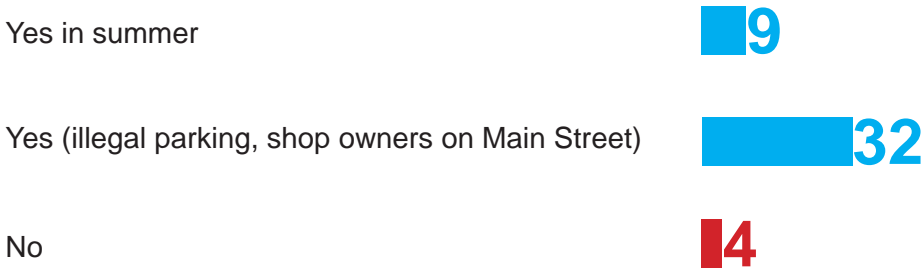 Yes in summer 9
Yes (illegal parking, shop owners on Main Street) 32
No 4